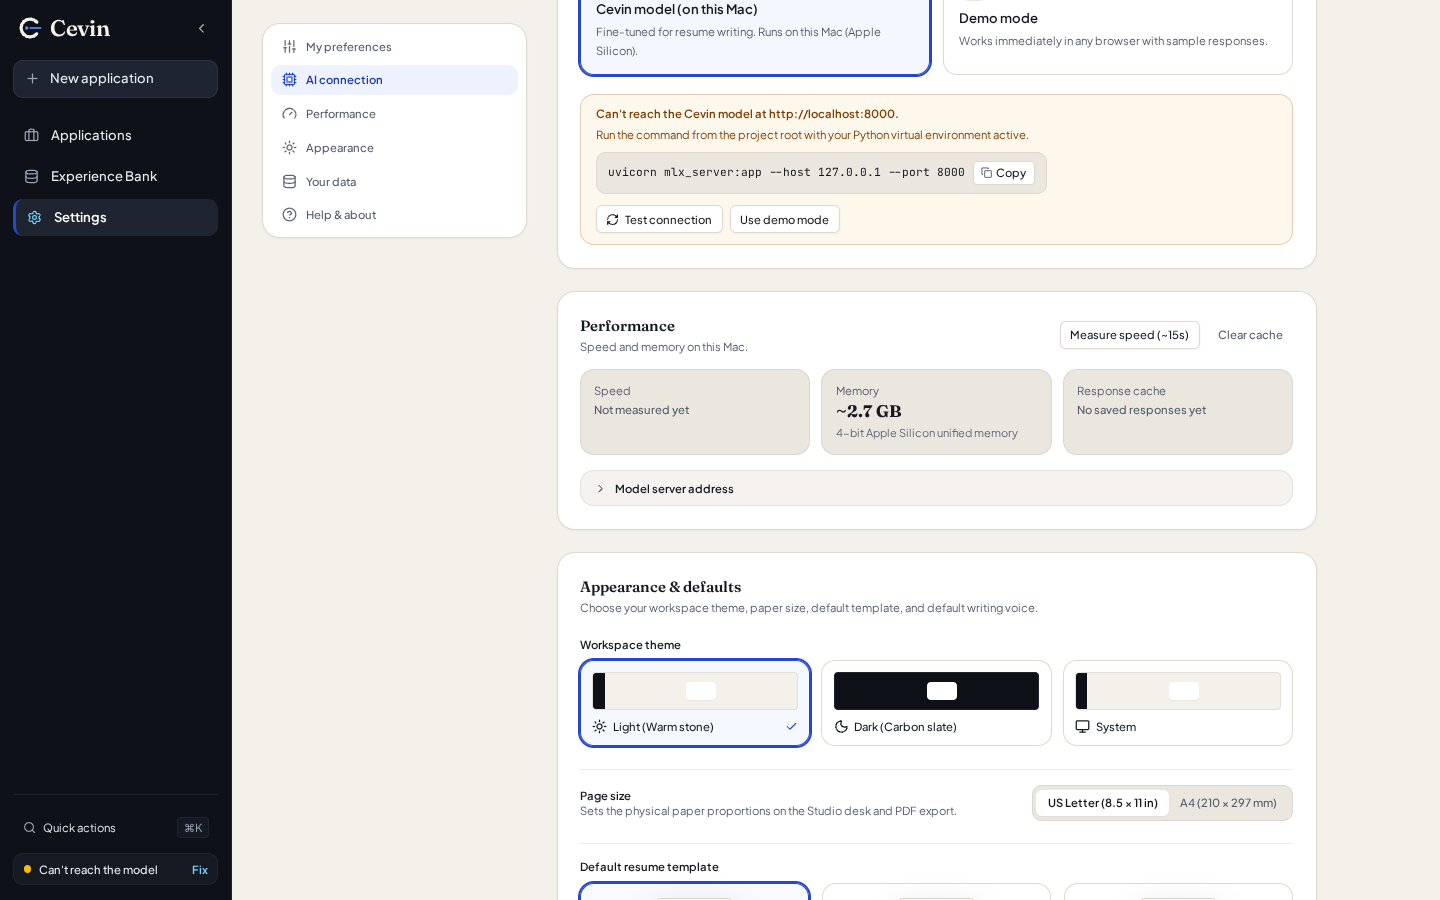 Cevin
New application
Applications
Experience Bank
Settings
Quick actions
⌘K
Can't reach the model
Fix
My preferences
AI connection
Performance
Appearance
Your data
Help & about
Cevin model (on this Mac)
Fine-tuned for resume writing. Runs on this Mac (Apple
Silicon).
Demo mode
Works immediately in any browser with sample responses.
Can't reach the Cevin model at http://localhost:8000.
Run the command from the project root with your Python virtual environment active.
uvicorn mlx_server:app --host 127.0.0.1 --port 8000
Copy
Test connection
Use demo mode
Performance
Speed and memory on this Mac.
Measure speed (~15s)
Clear cache
Speed
Not measured yet
Memory
~2.7 GB
4-bit Apple Silicon unified memory
Response cache
No saved responses yet
Model server address
Appearance & defaults
Choose your workspace theme, paper size, default template, and default writing voice.
Workspace theme
Light (Warm stone)
Dark (Carbon slate)
System
Page size
Sets the physical paper proportions on the Studio desk and PDF export.
US Letter (8.5 × 11 in)
A4 (210 × 297 mm)
Default resume template